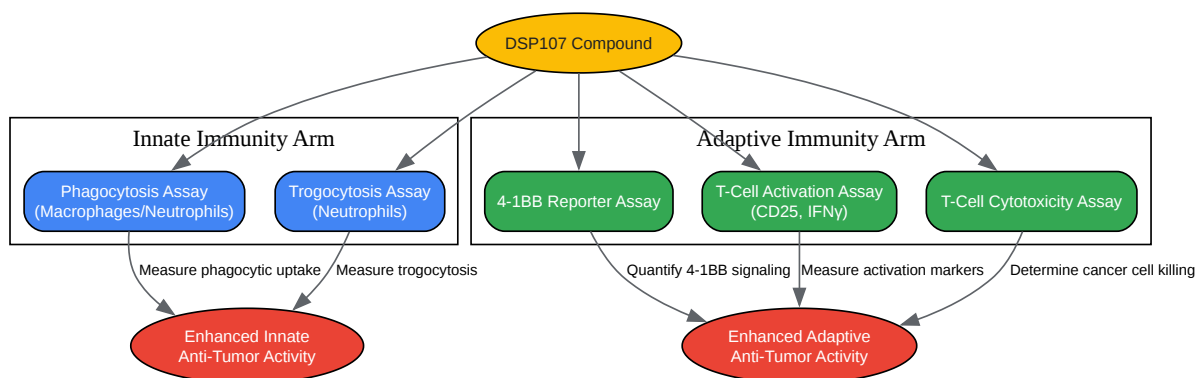 DSP107 Compound
Innate Immunity Arm
Adaptive Immunity Arm
Phagocytosis Assay
(Macrophages/Neutrophils)
Trogocytosis Assay
(Neutrophils)
4-1BB Reporter Assay
T-Cell Activation Assay
(CD25, IFNγ)
T-Cell Cytotoxicity Assay
Measure phagocytic uptake
Measure trogocytosis
Quantify 4-1BB signaling
Measure activation markers
Determine cancer cell killing
Enhanced Innate
Anti-Tumor Activity
Enhanced Adaptive
Anti-Tumor Activity